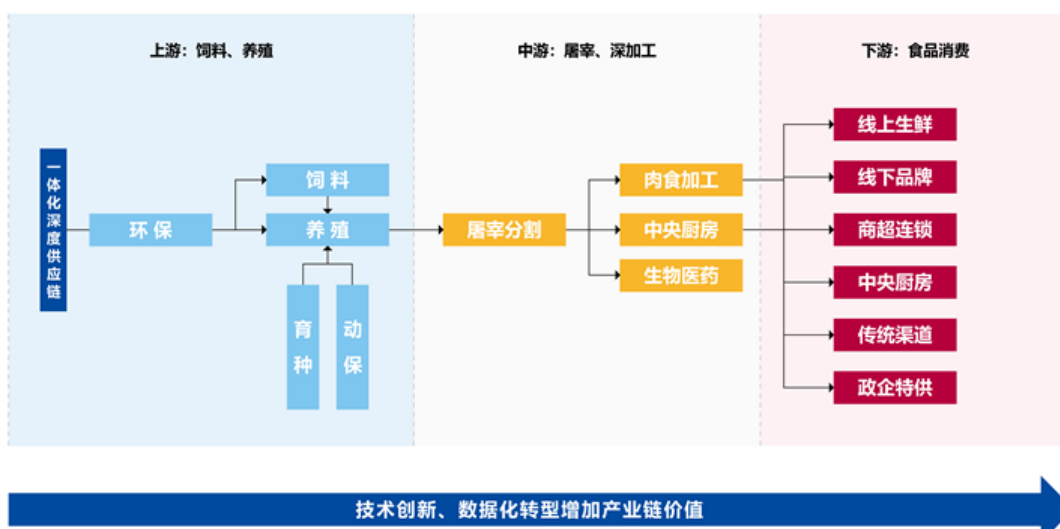 上游：饲料、养殖
中游：屠宰、深加工
下游：食品消费
一体化深度供应链
环保
饲料
养殖
育种
动保
屠宰分割
肉食加工
中央厨房
生物医药
线上生鲜
线下品牌
商超连锁
中央厨房
传统渠道
政企特供
技术创新、数据化转型增加产业链价值